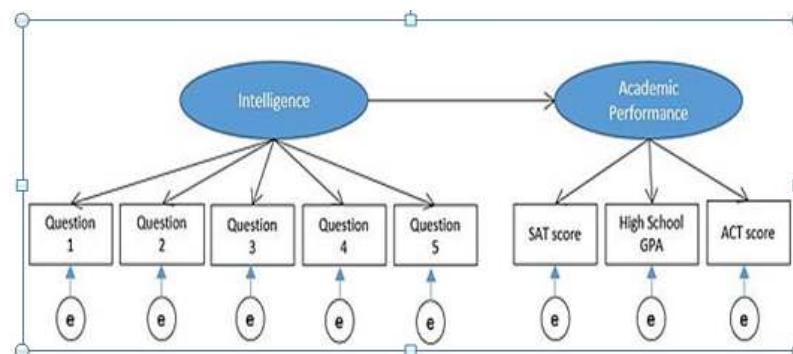 Intelligence
Academic
Performance
Question
1
Question
2
Question
3
Question
4
Question
5
SAT score
High School
GPA
ACT score
e
e
e
e
e
e
e
e